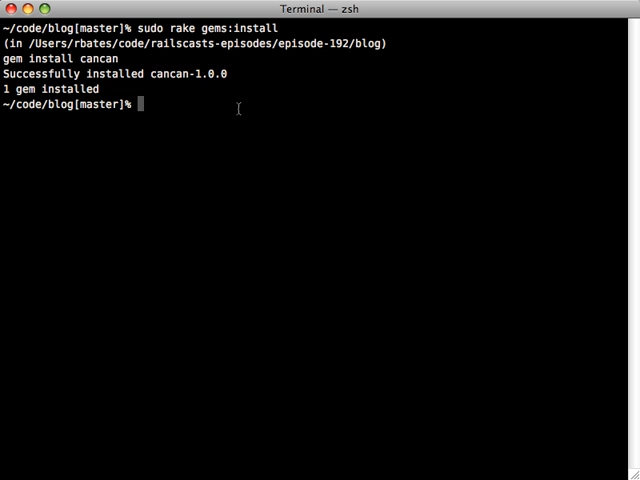 Terminal — zsh
~/code/blog[master]% sudo rake gems:install
(in /Users/rbates/code/railscasts-episodes/episode-192/blog)
gem install cancan
Successfully installed cancan-1.0.0
1 gem installed
~/code/blog[master]%